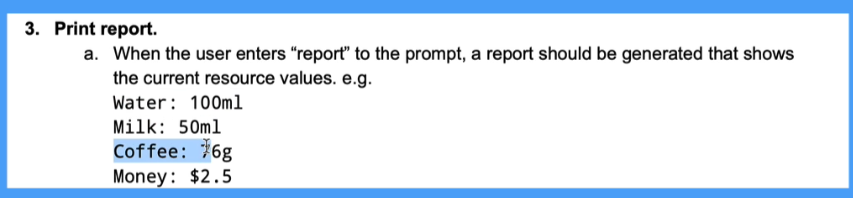 3. Print report.
a. When the user enters “report” to the prompt, a report should be generated that shows
the current resource values. e.g.
Water: 100ml
Milk: 50ml
Coffee: 76g
Money: $2.5